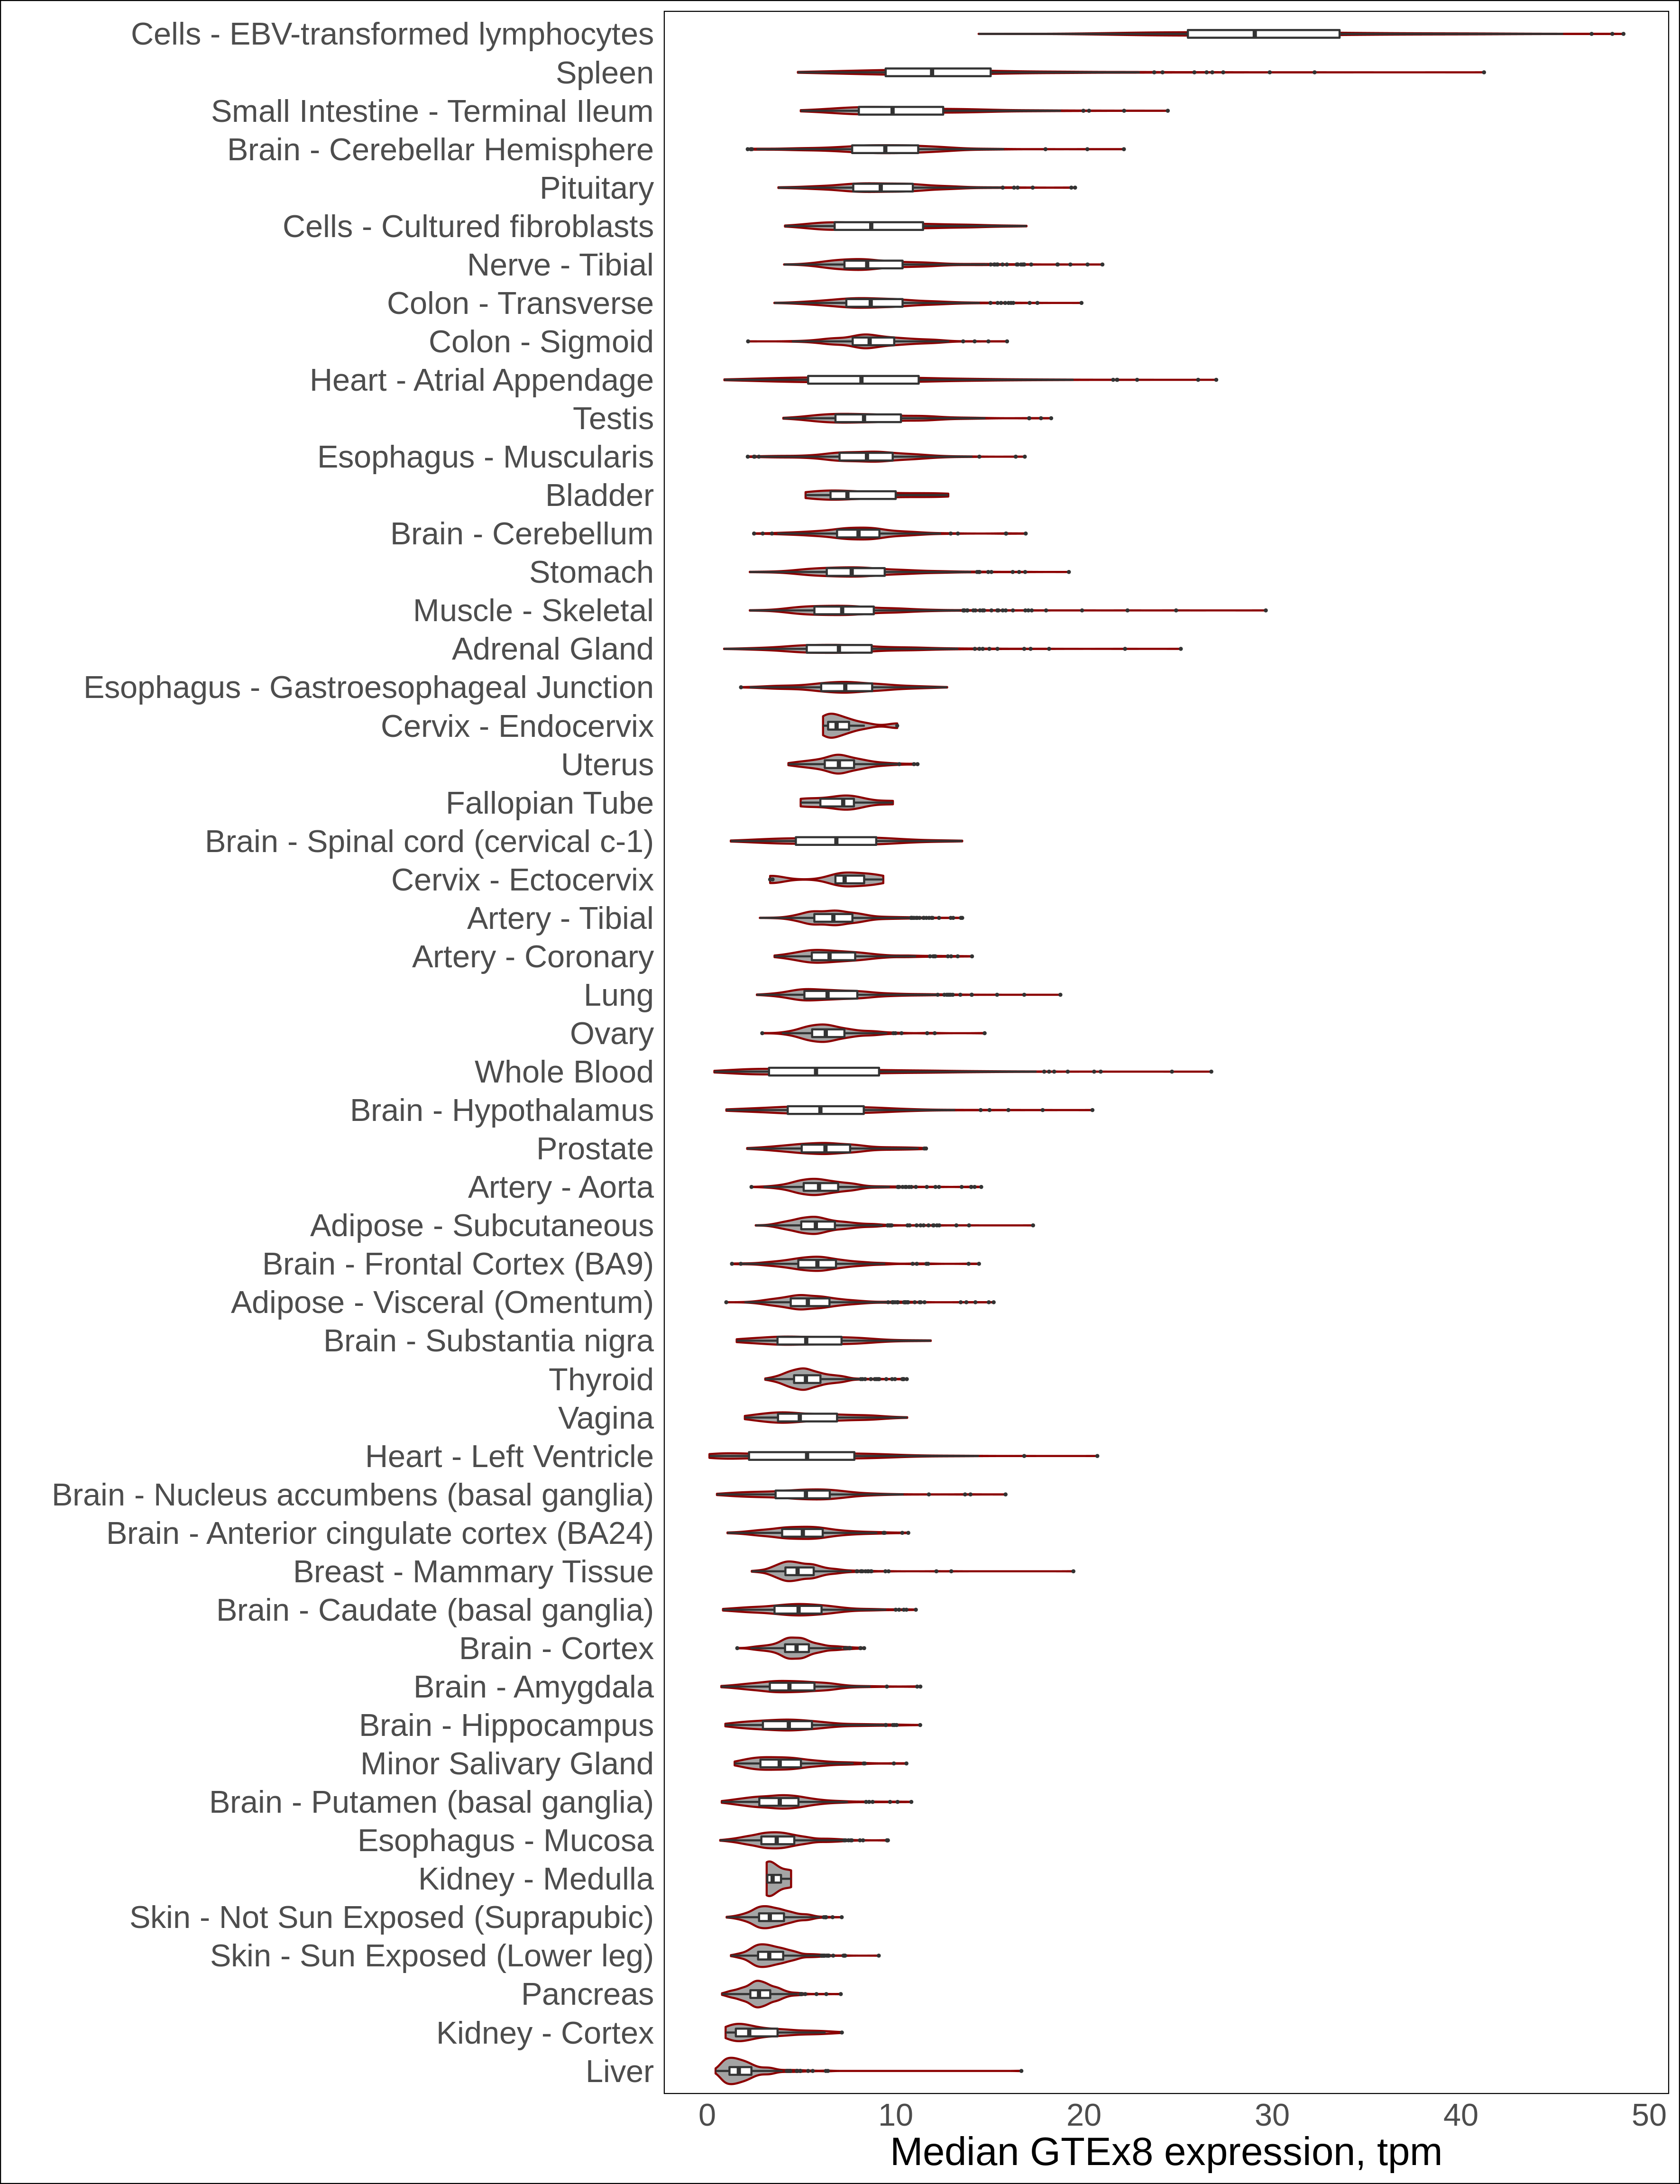 Cells - EBV-transformed lymphocytes
Spleen
Small Intestine - Terminal Ileum
Brain - Cerebellar Hemisphere
Pituitary
Cells - Cultured fibroblasts
Nerve - Tibial
Colon - Transverse
Colon - Sigmoid
Heart - Atrial Appendage
Testis
Esophagus - Muscularis
Bladder
Brain - Cerebellum
Stomach
Muscle - Skeletal
Adrenal Gland
Esophagus - Gastroesophageal Junction
Cervix - Endocervix
Uterus
Fallopian Tube
Brain - Spinal cord (cervical c-1)
Cervix - Ectocervix
Artery - Tibial
Artery - Coronary
Lung
Ovary
Whole Blood
Brain - Hypothalamus
Prostate
Artery - Aorta
Adipose - Subcutaneous
Brain - Frontal Cortex (BA9)
Adipose - Visceral (Omentum)
Brain - Substantia nigra
Thyroid
Vagina
Heart - Left Ventricle
Brain - Nucleus accumbens (basal ganglia)
Brain - Anterior cingulate cortex (BA24)
Breast - Mammary Tissue
Brain - Caudate (basal ganglia)
Brain - Cortex
Brain - Amygdala
Brain - Hippocampus
Minor Salivary Gland
Brain - Putamen (basal ganglia)
Esophagus - Mucosa
Kidney - Medulla
Skin - Not Sun Exposed (Suprapubic)
Skin - Sun Exposed (Lower leg)
Pancreas
Kidney - Cortex
Liver
0 10 20 30 40 50
Median GTEx8 expression, tpm